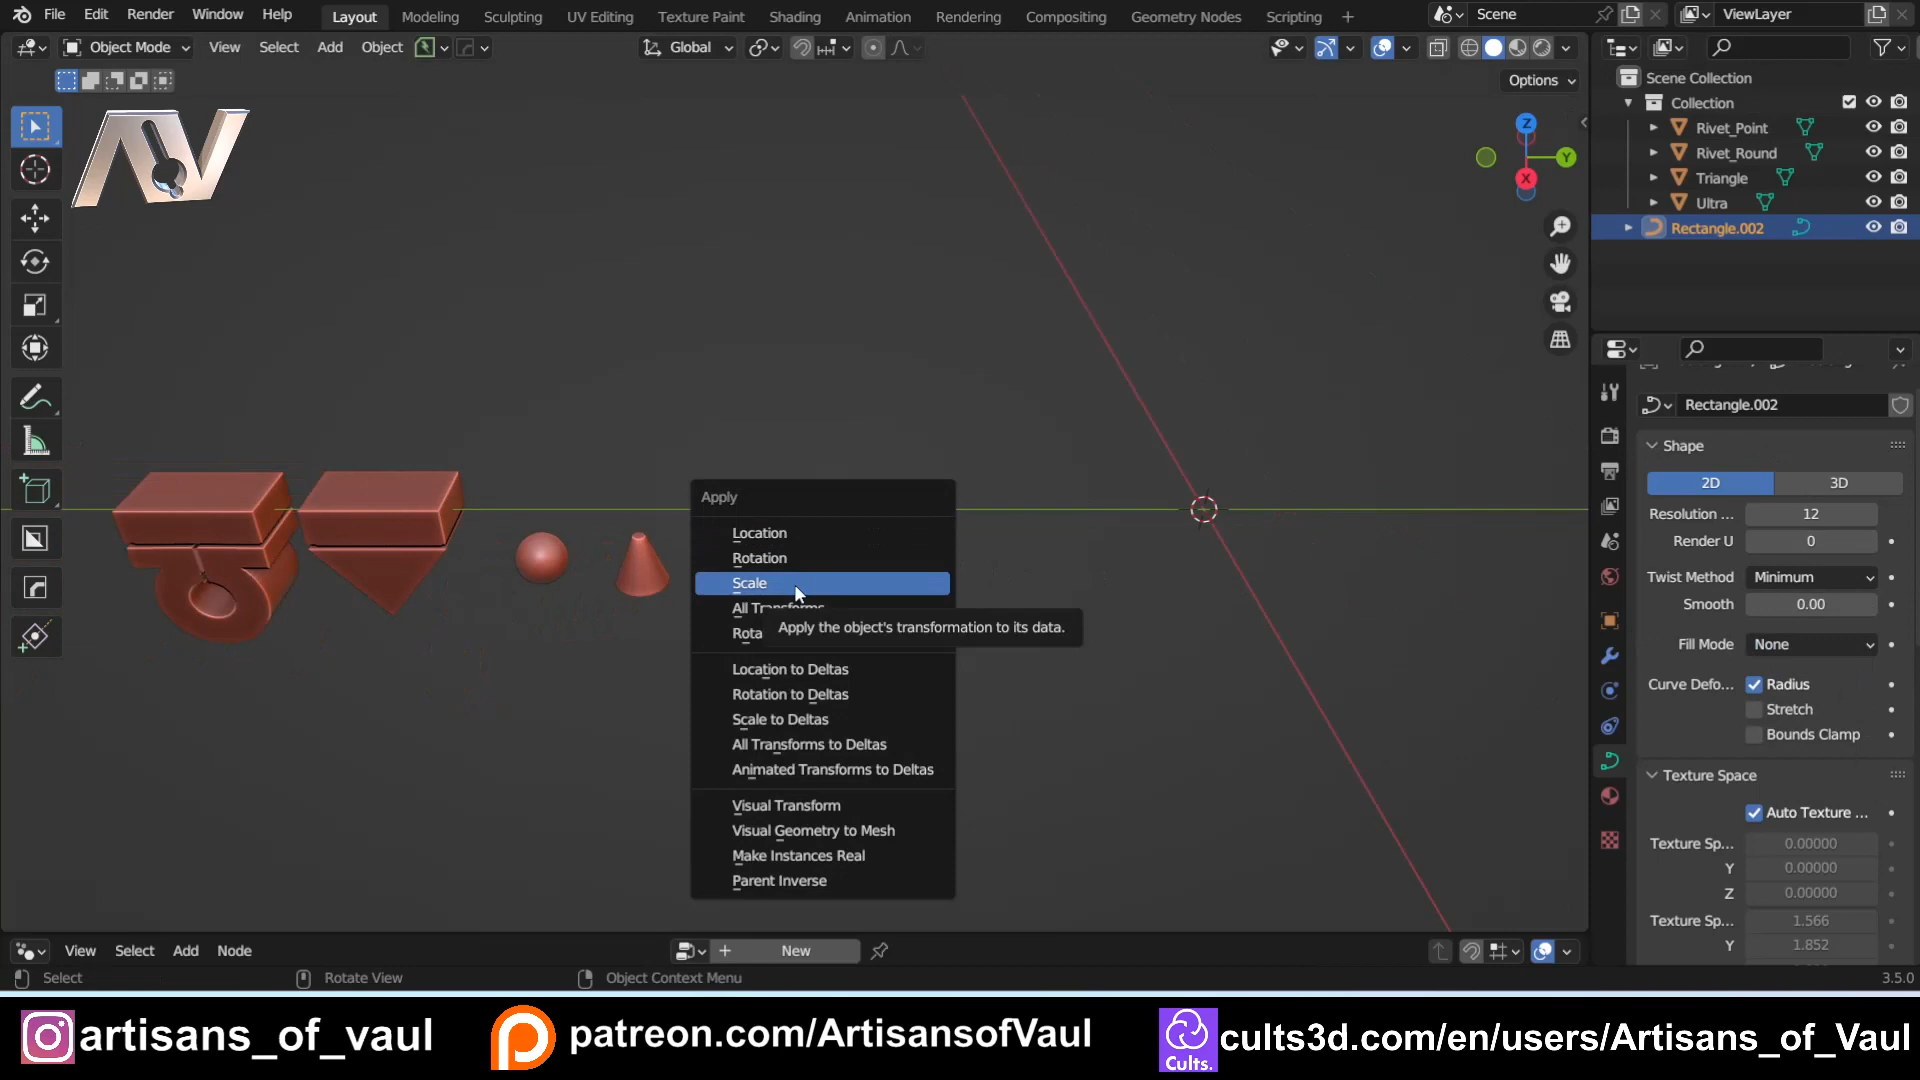 File Edit Render Window Help Layout Modeling Sculpting UV Editing Texture Paint Shading Animation Rendering Compositing Geometry Nodes Scripting + Scene ViewLayer
Object Mode View Select Add Object Global
Options
Scene Collection
Collection
Rivet_Point
Rivet_Round
Triangle
Ultra
Rectangle.002
Z
Y
X
Rectangle.002
Shape
2D 3D
Resolution ... 12
Render U 0
Twist Method Minimum
Smooth 0.00
Fill Mode None
Curve Defo... Radius
Stretch
Bounds Clamp
Texture Space
Auto Texture ...
Texture Sp... 0.00000
Y 0.00000
Z 0.00000
Texture Sp... 1.566
Y 1.852
Apply
Location
Rotation
Scale
All Transforms
Rota
Apply the object's transformation to its data.
Location to Deltas
Rotation to Deltas
Scale to Deltas
All Transforms to Deltas
Animated Transforms to Deltas
Visual Transform
Visual Geometry to Mesh
Make Instances Real
Parent Inverse
View Select Add Node + New
Select Rotate View Object Context Menu 3.5.0
artisans_of_vaul patreon.com/ArtisansofVaul Cults. cults3d.com/en/users/Artisans_of_Vaul